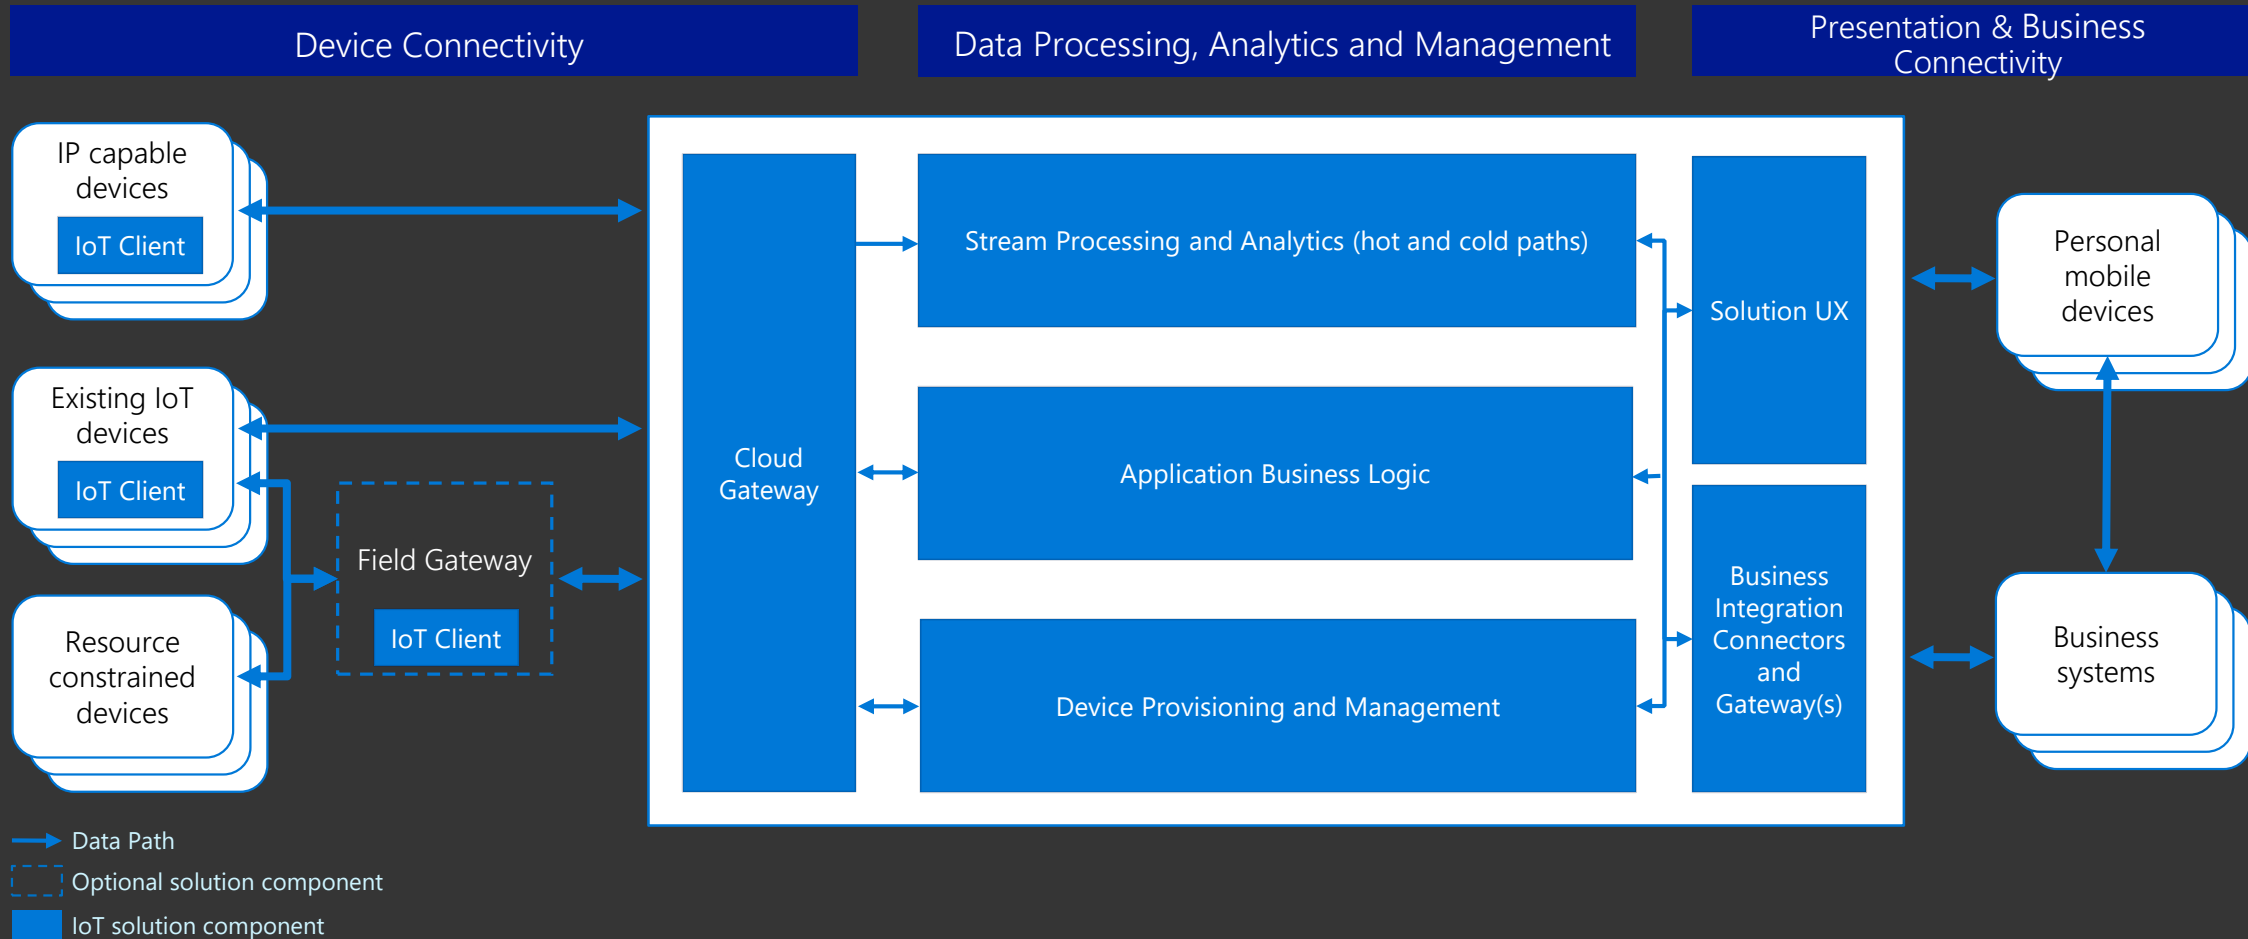 Device Connectivity
Data Processing, Analytics and Management
Presentation & Business
Connectivity
IP capable
devices
IoT Client
Existing IoT
devices
IoT Client
Resource
constrained
devices
Field Gateway
IoT Client
Cloud
Gateway
Stream Processing and Analytics (hot and cold paths)
Application Business Logic
Device Provisioning and Management
Solution UX
Business
Integration
Connectors
and
Gateway(s)
Personal
mobile
devices
Business
systems
Data Path
Optional solution component
IoT solution component